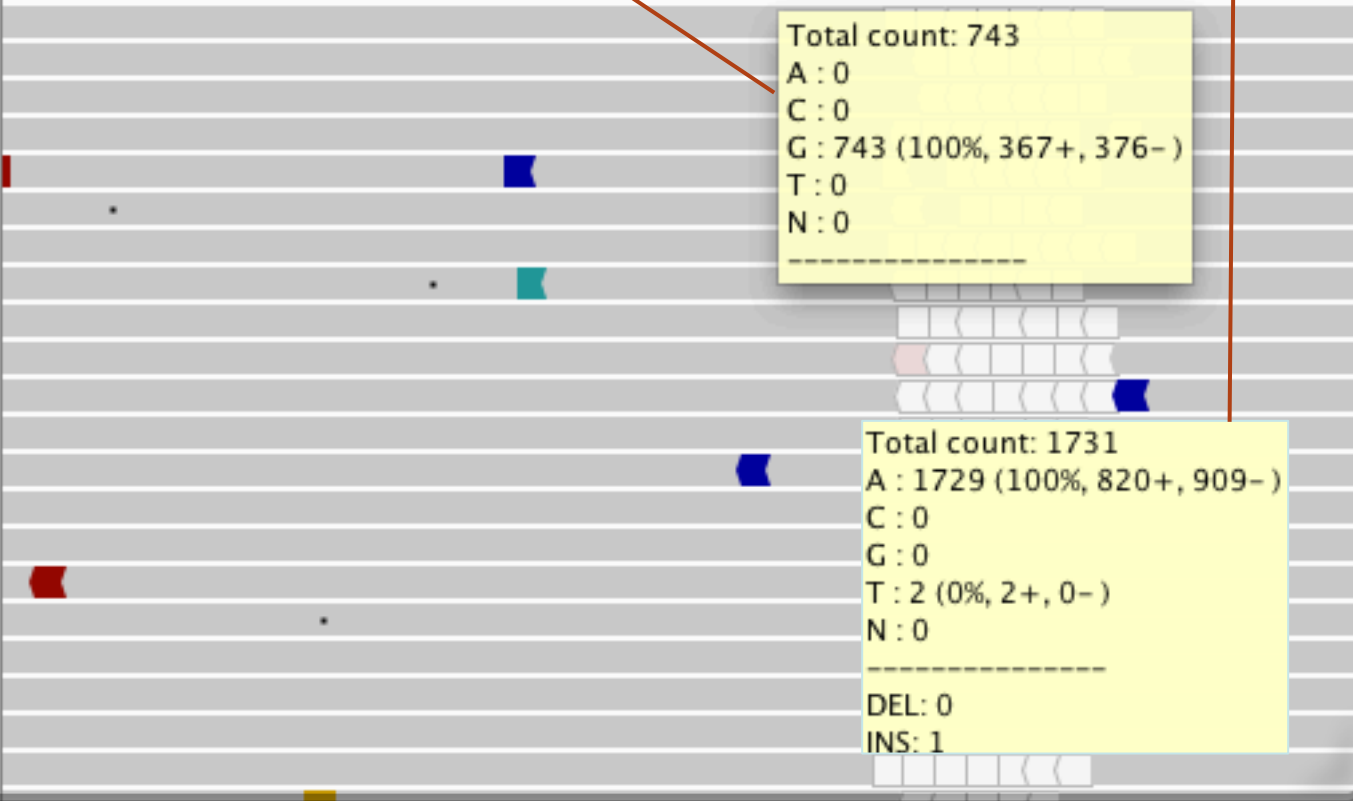 Total count: 743
A : 0
C : 0
G : 743 (100%, 367+, 376- )
T : 0
N : 0
---------------
Total count: 1731
A : 1729 (100%, 820+, 909- )
C : 0
G : 0
T : 2 (0%, 2+, 0- )
N : 0
---------------
DEL: 0
INS: 1